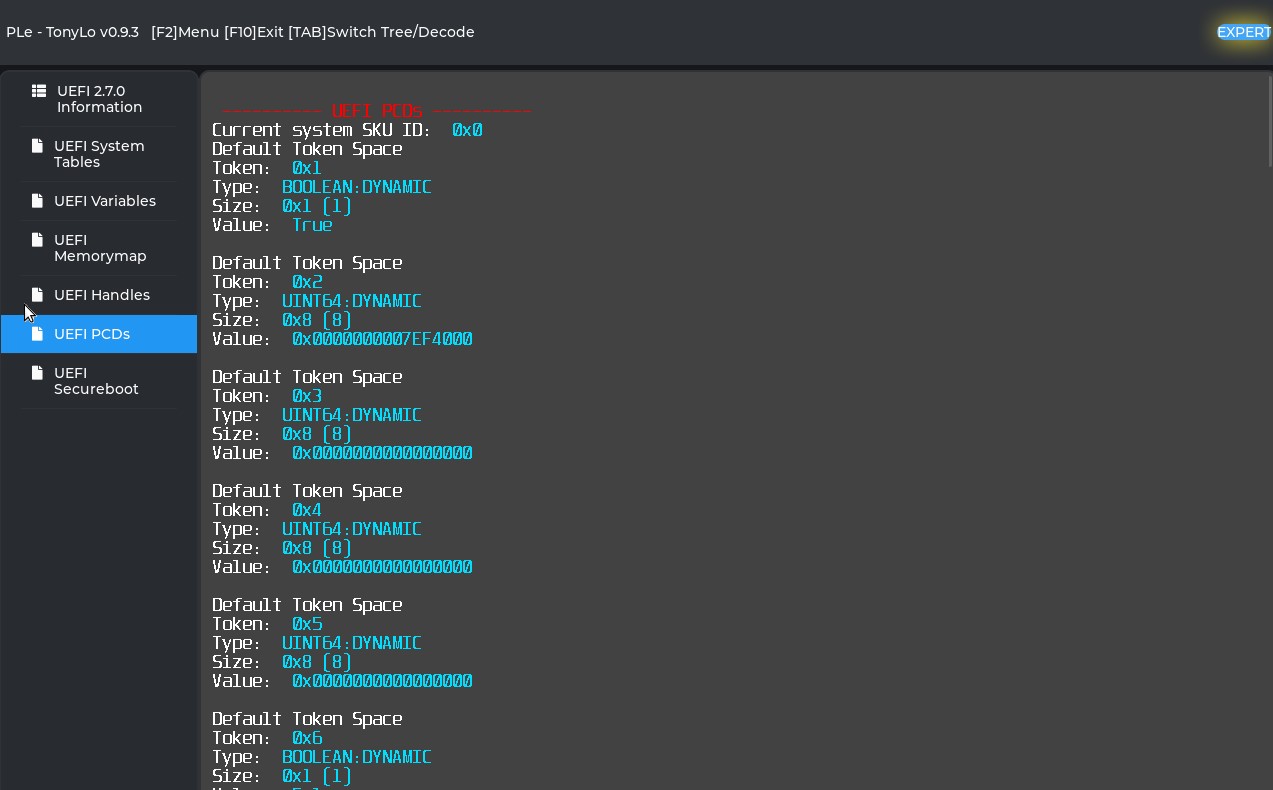 PLe - TonyLo v0.9.3 [F2]Menu [F10]Exit [TAB]Switch Tree/Decode
EXPERT
UEFI 2.7.0
Information
UEFI System
Tables
UEFI Variables
UEFI
Memorymap
UEFI Handles
UEFI PCDs
UEFI
Secureboot
---------- UEFI PCDs ----------
Current system SKU ID: 0x0
Default Token Space
Token: 0x1
Type: BOOLEAN:DYNAMIC
Size: 0x1 (1)
Value: True
Default Token Space
Token: 0x2
Type: UINT64:DYNAMIC
Size: 0x8 (8)
Value: 0x0000000007EF4000
Default Token Space
Token: 0x3
Type: UINT64:DYNAMIC
Size: 0x8 (8)
Value: 0x0000000000000000
Default Token Space
Token: 0x4
Type: UINT64:DYNAMIC
Size: 0x8 (8)
Value: 0x0000000000000000
Default Token Space
Token: 0x5
Type: UINT64:DYNAMIC
Size: 0x8 (8)
Value: 0x0000000000000000
Default Token Space
Token: 0x6
Type: BOOLEAN:DYNAMIC
Size: 0x1 (1)